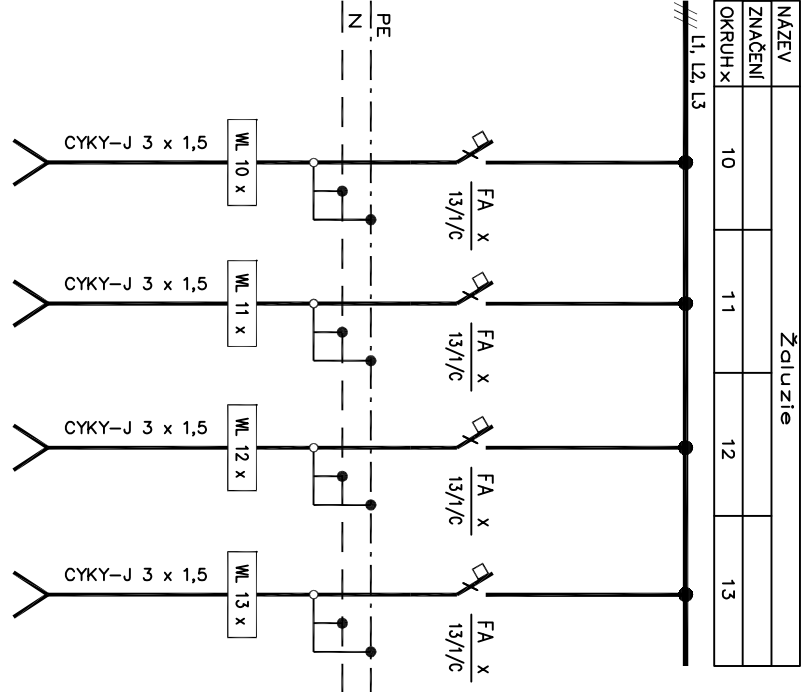 NÁZEV
Žaluzie
ZNAČENÍ
OKRUH x
10
11
12
13
L1, L2, L3
PE
N
FA x
13/1/C
WL 10 x
CYKY-J 3 x 1,5
FA x
13/1/C
WL 11 x
CYKY-J 3 x 1,5
FA x
13/1/C
WL 12 x
CYKY-J 3 x 1,5
FA x
13/1/C
WL 13 x
CYKY-J 3 x 1,5